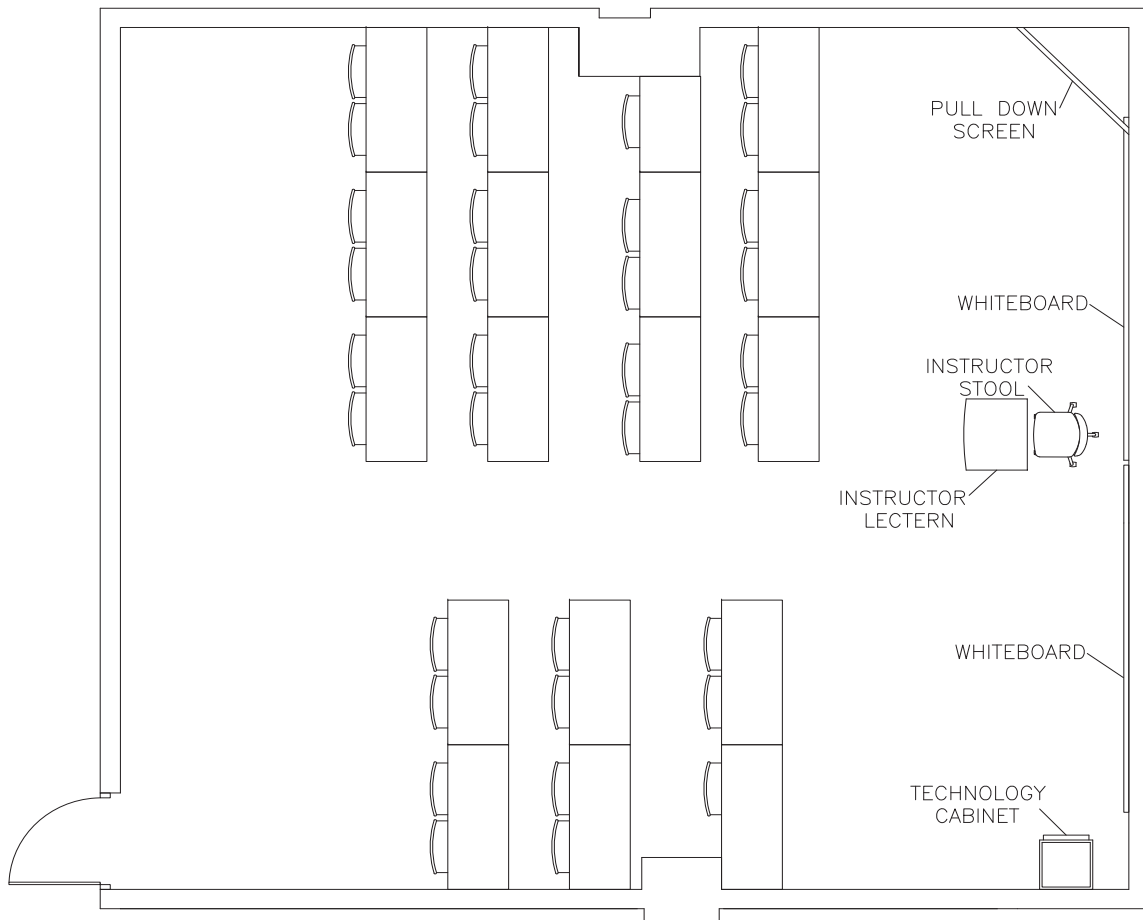 PULL DOWN
SCREEN
WHITEBOARD
INSTRUCTOR
STOOL
INSTRUCTOR
LECTERN
WHITEBOARD
TECHNOLOGY
CABINET